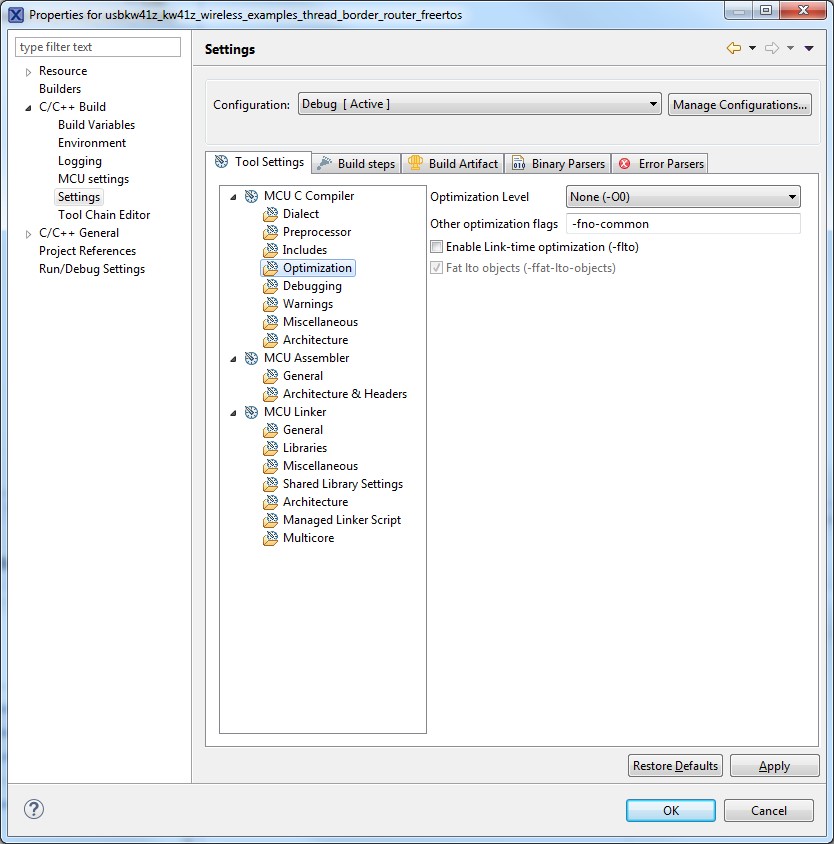 Properties for usbkw41z_kw41z_wireless_examples_thread_border_router_freertos
type filter text
Resource
Builders
C/C++ Build
Build Variables
Environment
Logging
MCU settings
Settings
Tool Chain Editor
C/C++ General
Project References
Run/Debug Settings
Settings
Configuration:
Debug [ Active ]
Manage Configurations...
Tool Settings
Build steps
Build Artifact
Binary Parsers
Error Parsers
MCU C Compiler
Dialect
Preprocessor
Includes
Optimization
Debugging
Warnings
Miscellaneous
Architecture
MCU Assembler
General
Architecture & Headers
MCU Linker
General
Libraries
Miscellaneous
Shared Library Settings
Architecture
Managed Linker Script
Multicore
Optimization Level
None (-O0)
Other optimization flags
-fno-common
Enable Link-time optimization (-flto)
Fat lto objects (-ffat-lto-objects)
Restore Defaults
Apply
OK
Cancel